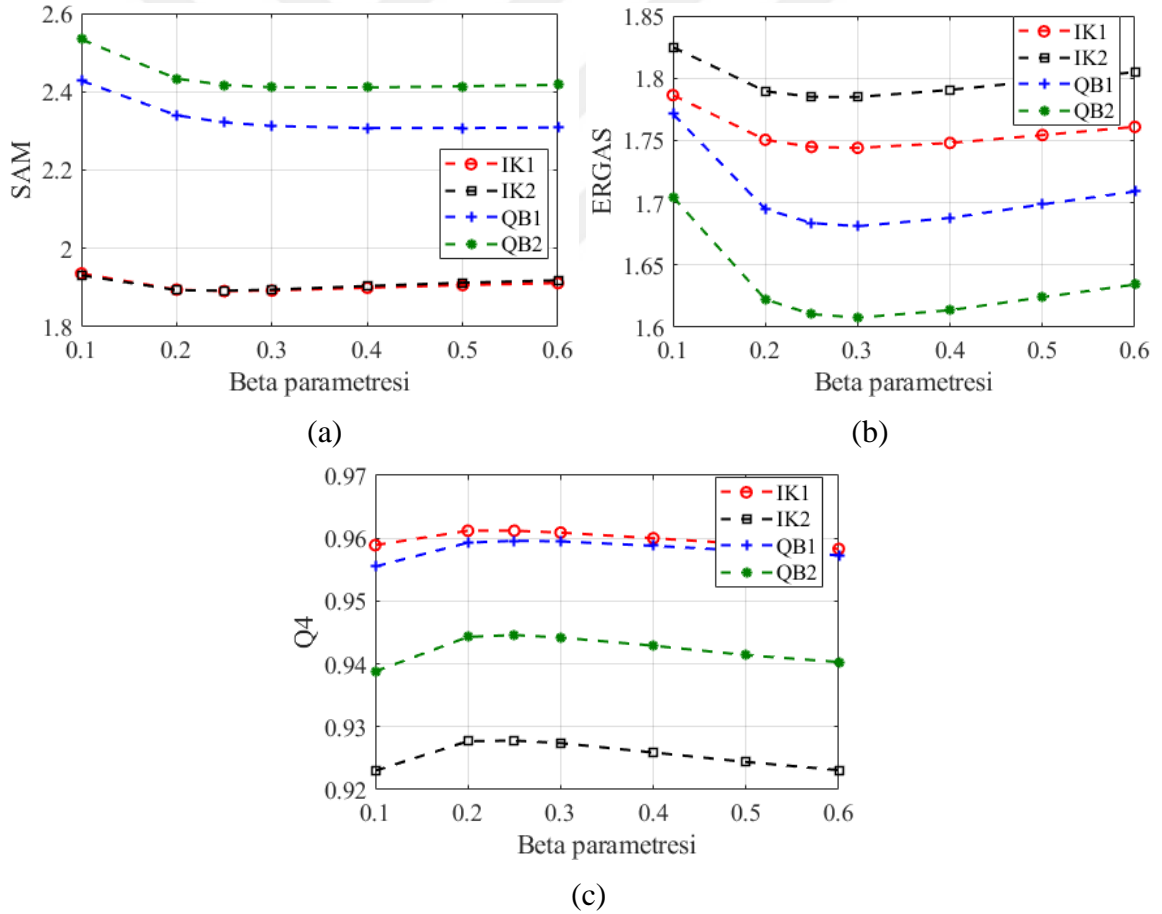 2.6
2.4
2.2
2
1.8
SAM
0.1 0.2 0.3 0.4 0.5 0.6
Beta parametresi
IK1
IK2
QB1
QB2
(a)
1.85
1.8
1.75
1.7
1.65
1.6
ERGAS
0.1 0.2 0.3 0.4 0.5 0.6
Beta parametresi
IK1
IK2
QB1
QB2
(b)
0.97
0.96
0.95
0.94
0.93
0.92
Q4
0.1 0.2 0.3 0.4 0.5 0.6
Beta parametresi
IK1
IK2
QB1
QB2
(c)